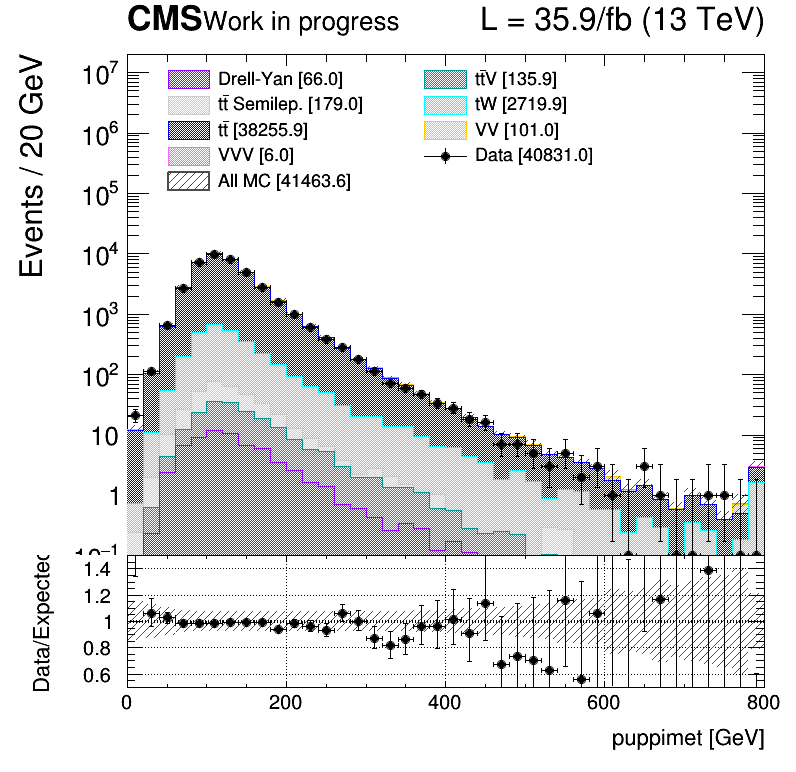 CMS Work in progress L = 35.9/fb (13 TeV)
Events / 20 GeV
10⁷
10⁶
10⁵
10⁴
10³
10²
10
1
10⁻¹
Drell-Yan [66.0]
tt̄ Semilep. [179.0]
tt̄ [38255.9]
VVV [6.0]
All MC [41463.6]
tt̄V [135.9]
tW [2719.9]
VV [101.0]
Data [40831.0]
Data/Expected
1.4
1.2
1
0.8
0.6
0 200 400 600 800
puppimet [GeV]